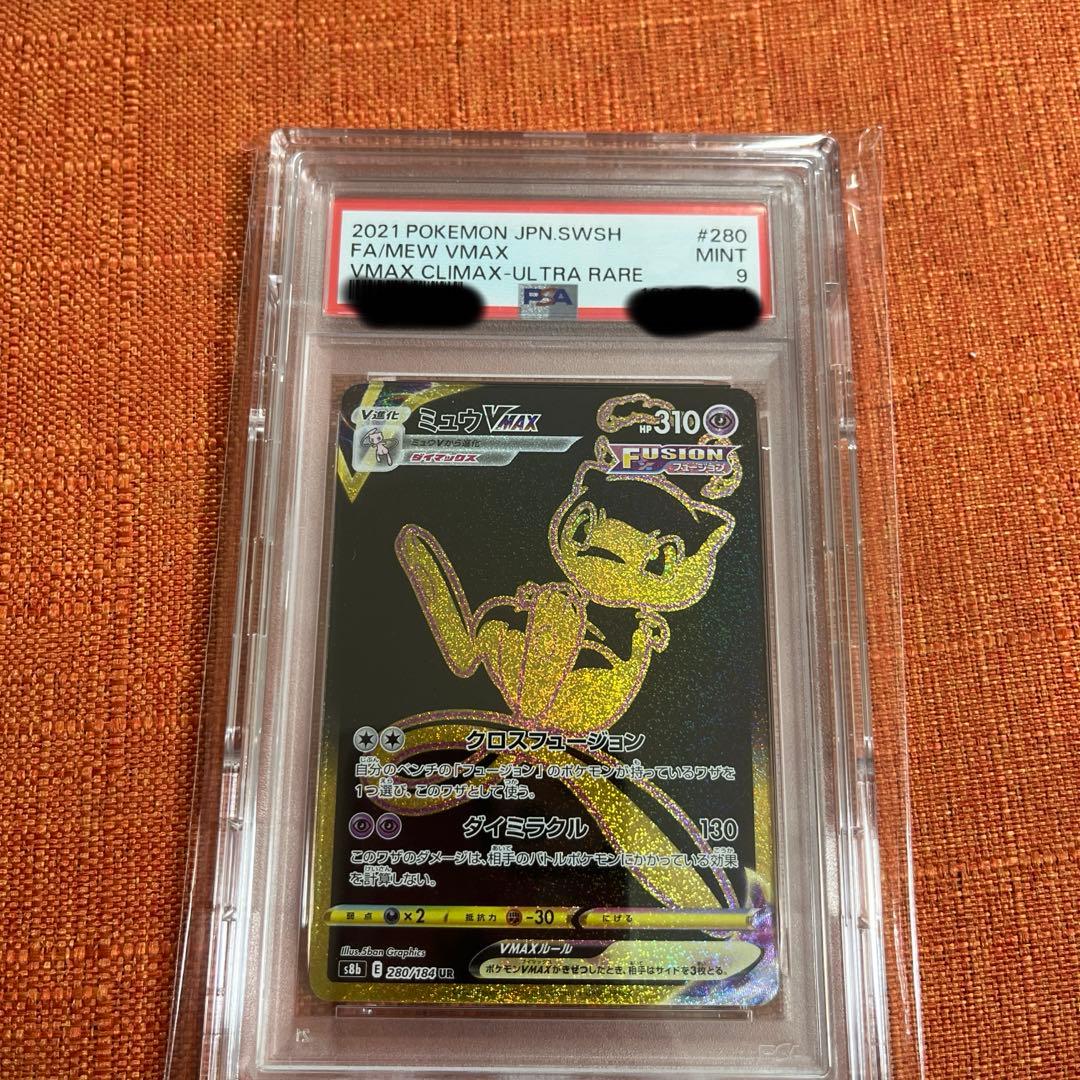 2021 POKEMON JPN.SWSH #280
FA/MEW VMAX MINT
VMAX CLIMAX-ULTRA RARE 9
PSA
V進化 ミュウVMAX HP310
ミュウVから進化
ダイマックス
FUSION
フュージョン
クロスフュージョン
自分のベンチの「フュージョン」のポケモンが持っているワザを
1つ選び、このワザとして使う。
ダイミラクル 130
このワザのダメージは、相手のバトルポケモンにかかっている効果
を計算しない。
弱点 ×2 抵抗力 -30 にげる
Illus.5ban Graphics
VMAXルール
s8b E 280/184 UR
ポケモンVMAXがきぜつしたとき、相手はサイドを3枚とる。